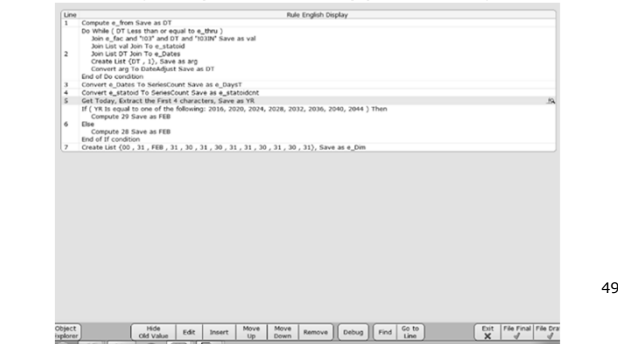 Line Rule English Display
1 Compute e_from Save as DT
Do While ( DT Less than or equal to e_thru )
Join e_fac and "!03" and DT and "!03IN" Save as val
Join List val Join To e_statoid
2 Join List DT Join To e_Dates
Create List {DT , 1}, Save as arg
Convert arg To DateAdjust Save as DT
End of Do condition
3 Convert e_Dates To SeriesCount Save as e_DaysT
4 Convert e_statoid To SeriesCount Save as e_statoidcnt
5 Get Today, Extract the First 4 characters, Save as YR
If ( YR Is equal to one of the following: 2016, 2020, 2024, 2028, 2032, 2036, 2040, 2044 ) Then
Compute 29 Save as FEB
6 Else
Compute 28 Save as FEB
End of If condition
7 Create List {00 , 31 , FEB , 31 , 30 , 31 , 30 , 31 , 31 , 30 , 31 , 30 , 31}, Save as e_Dim
49
Object Hide Edit Insert Move Move Remove Debug Find Go to Exit File Final File Dra
xplorer Old Value Up Down Line